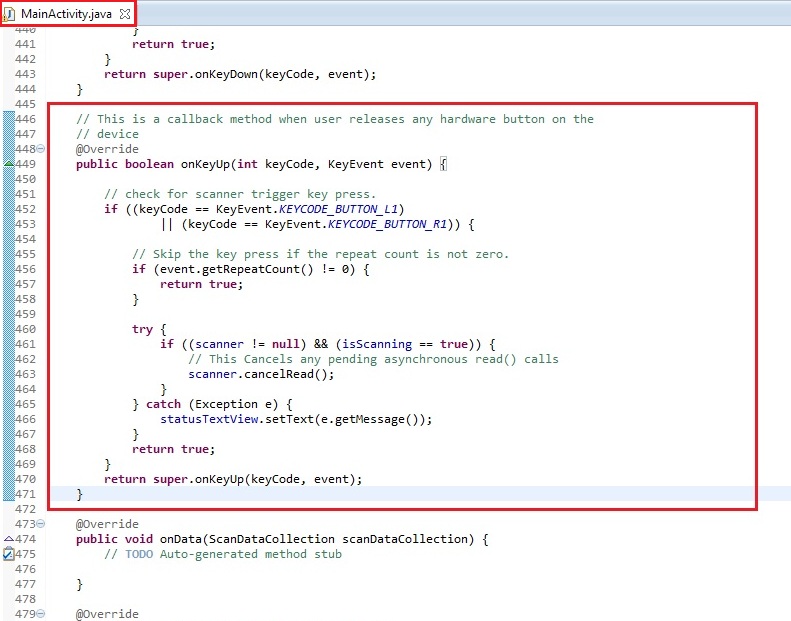 MainActivity.java
440            }
441            return true;
442        }
443        return super.onKeyDown(keyCode, event);
444    }
445
446    // This is a callback method when user releases any hardware button on the
447    // device
448    @Override
449    public boolean onKeyUp(int keyCode, KeyEvent event) {
450
451        // check for scanner trigger key press.
452        if ((keyCode == KeyEvent.KEYCODE_BUTTON_L1)
453                || (keyCode == KeyEvent.KEYCODE_BUTTON_R1)) {
454
455            // Skip the key press if the repeat count is not zero.
456            if (event.getRepeatCount() != 0) {
457                return true;
458            }
459
460            try {
461                if ((scanner != null) && (isScanning == true)) {
462                    // This Cancels any pending asynchronous read() calls
463                    scanner.cancelRead();
464                }
465            } catch (Exception e) {
466                statusTextView.setText(e.getMessage());
467            }
468            return true;
469        }
470        return super.onKeyUp(keyCode, event);
471    }
472
473    @Override
474    public void onData(ScanDataCollection scanDataCollection) {
475        // TODO Auto-generated method stub
476
477    }
478
479    @Override